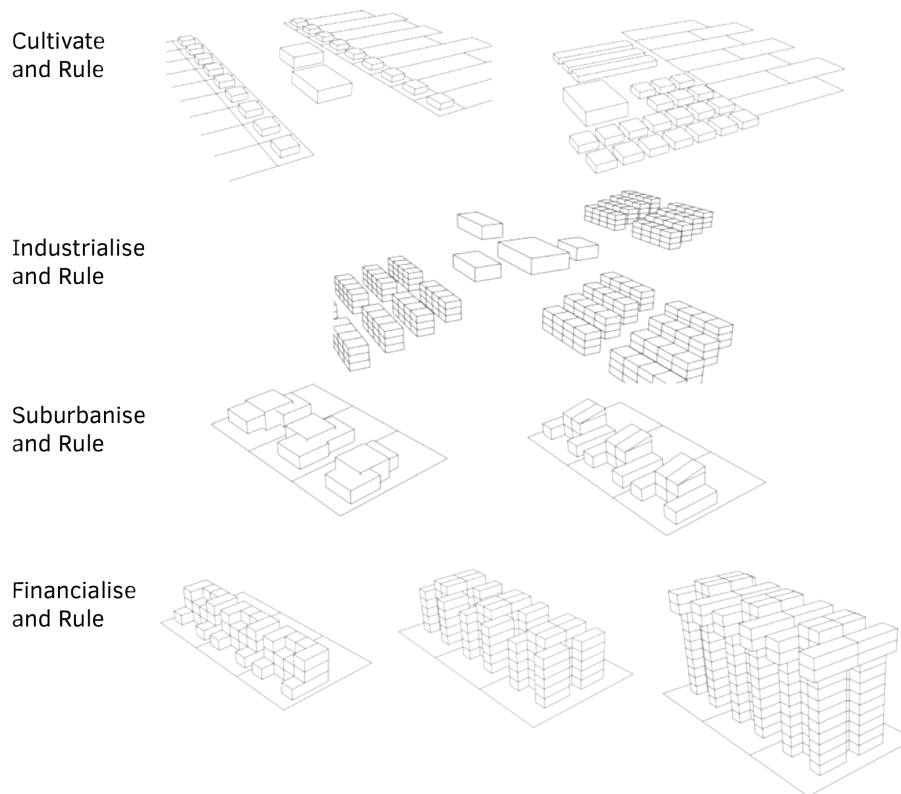 Cultivate
and Rule
Industrialise
and Rule
Suburbanise
and Rule
Financialise
and Rule